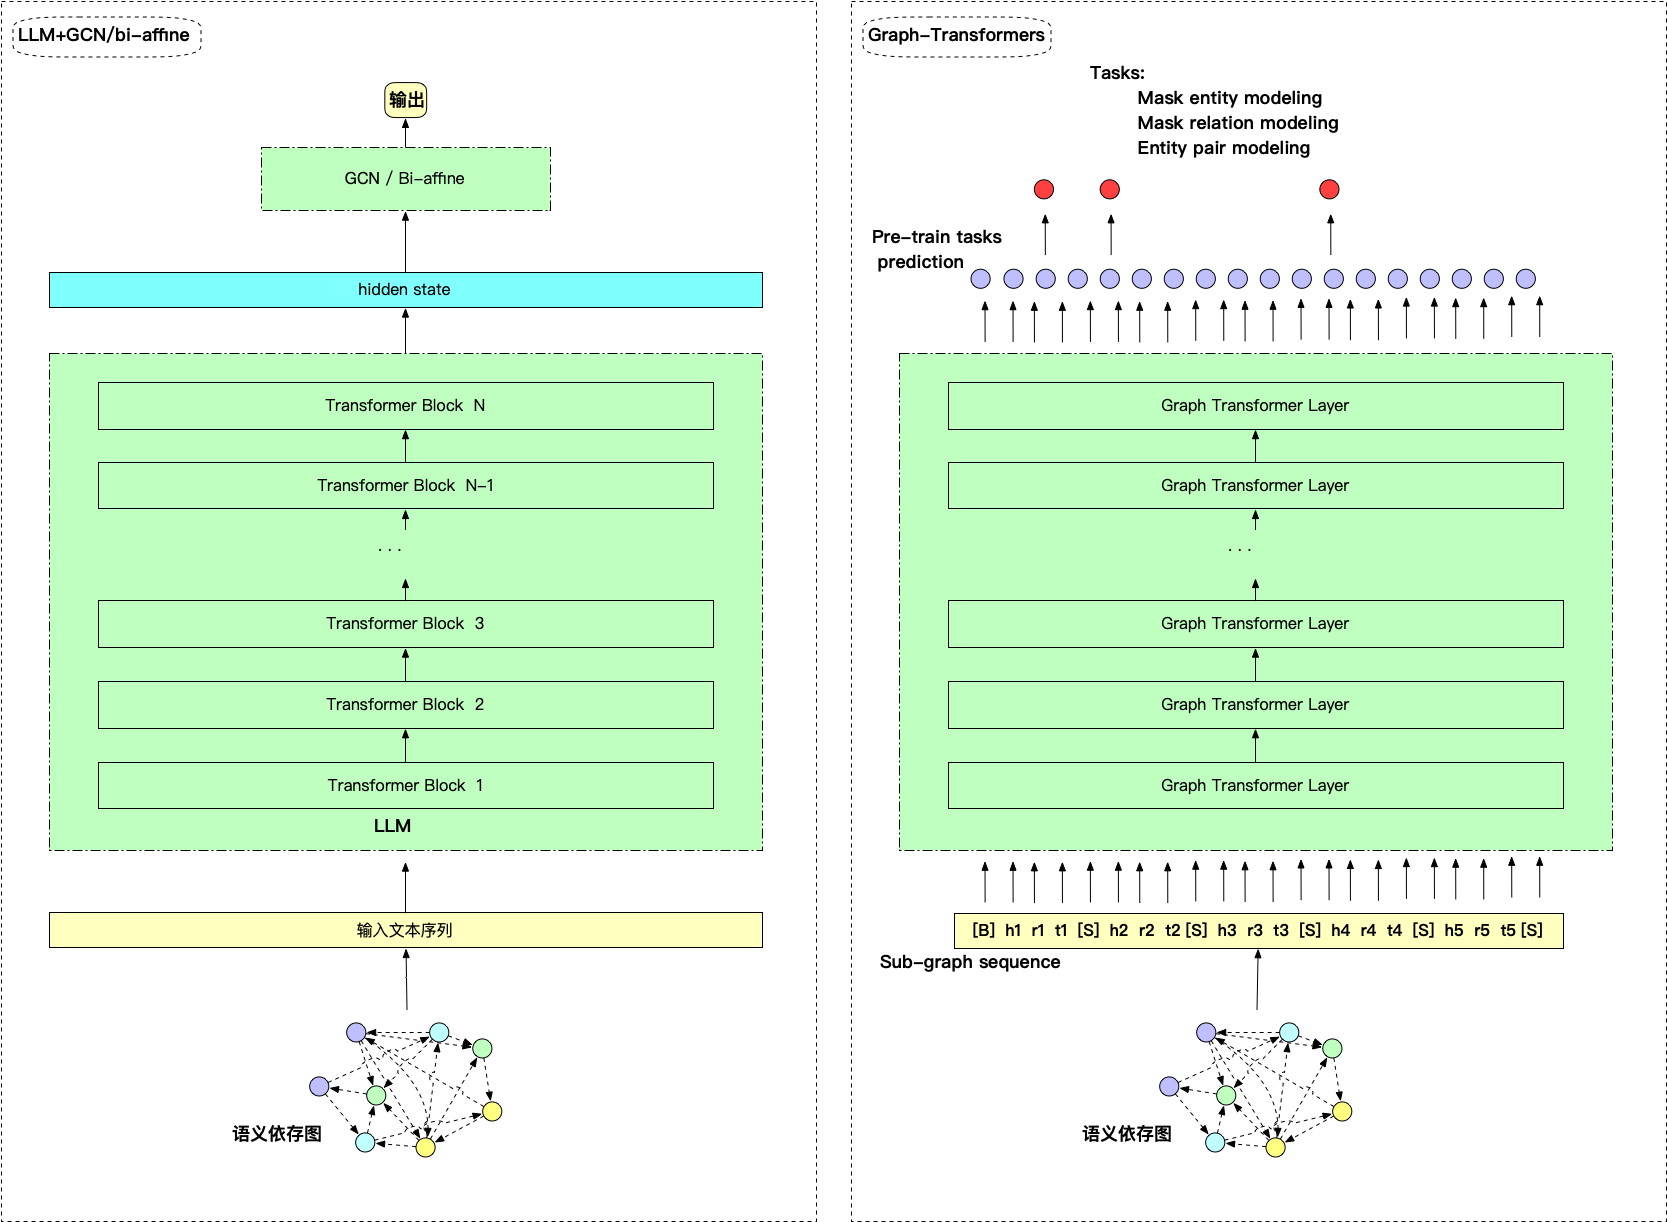 LLM+GCN/bi-affine
输出
GCN / Bi-affine
hidden state
Transformer Block N
Transformer Block N-1
...
Transformer Block 3
Transformer Block 2
Transformer Block 1
LLM
输入文本序列
语义依存图
Graph-Transformers
Tasks:
Mask entity modeling
Mask relation modeling
Entity pair modeling
Pre-train tasks
prediction
Graph Transformer Layer
Graph Transformer Layer
...
Graph Transformer Layer
Graph Transformer Layer
Graph Transformer Layer
[B] h1 r1 t1 [S] h2 r2 t2 [S] h3 r3 t3 [S] h4 r4 t4 [S] h5 r5 t5 [S]
Sub-graph sequence
语义依存图